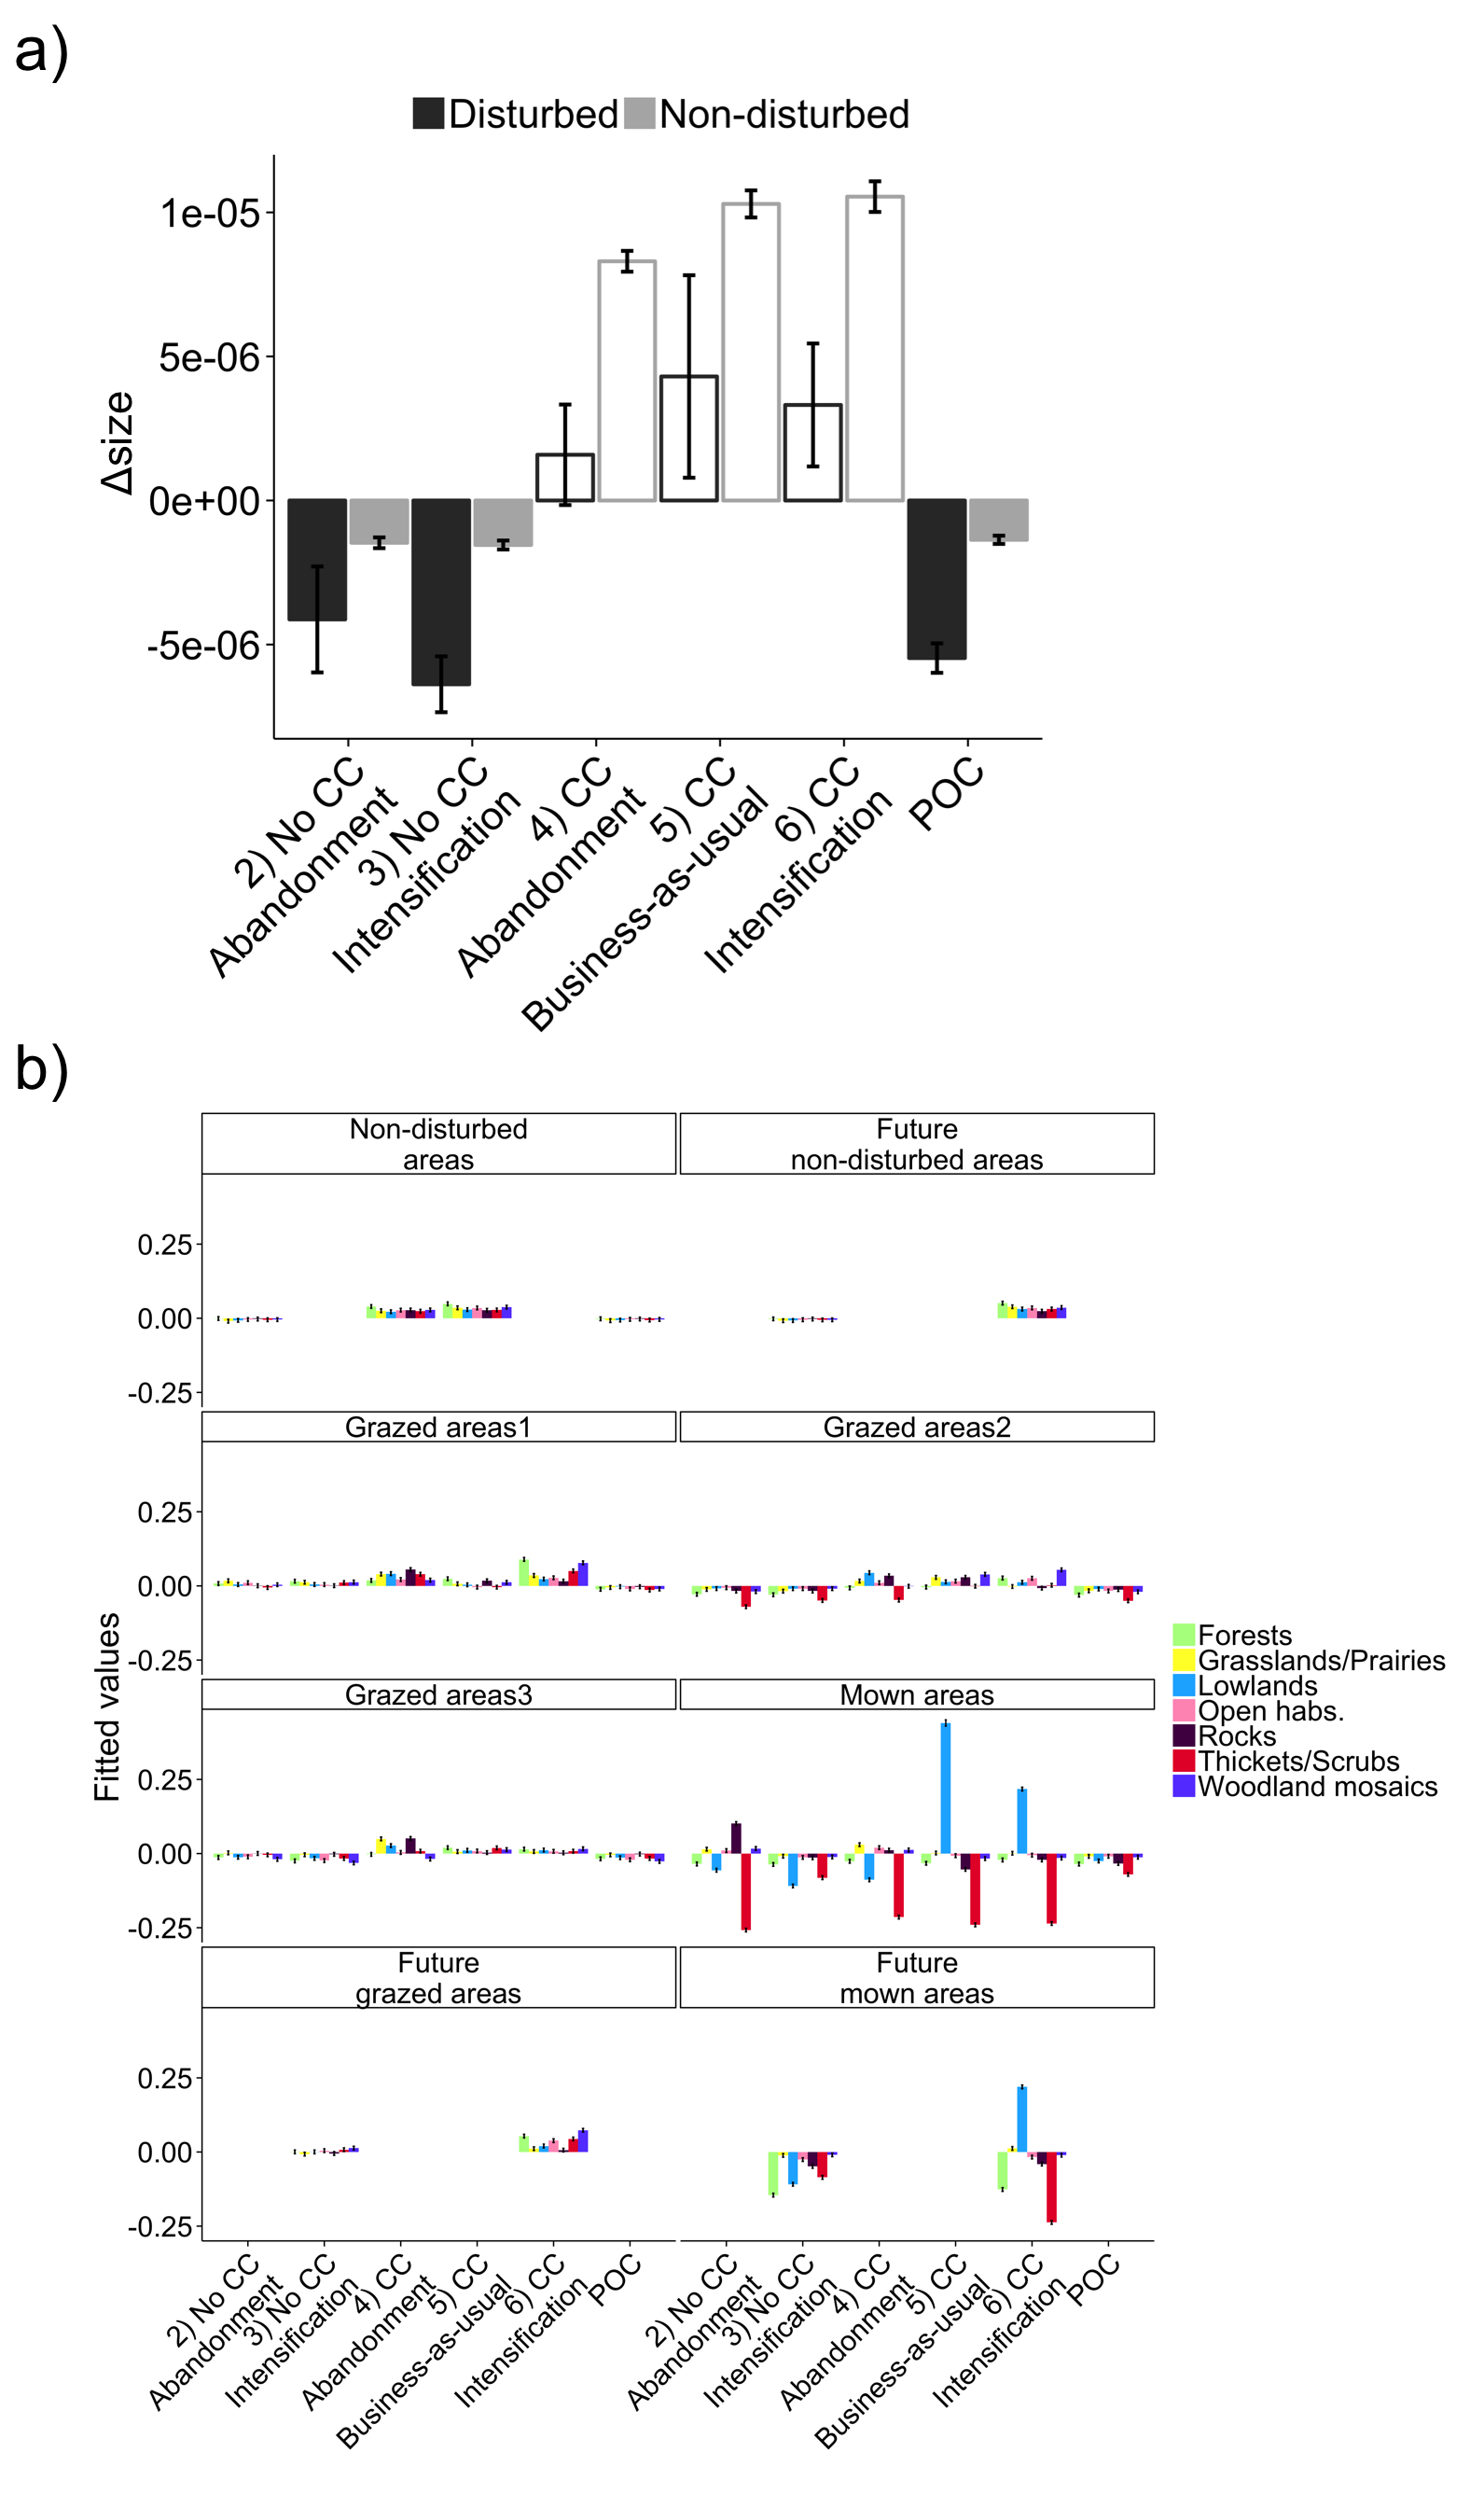 a)
Disturbed Non-disturbed
1e-05
5e-06
0e+00
-5e-06
Δsize
2) No CC
Abandonment
3) No CC
Intensification
4) CC
Abandonment
5) CC
Business-as-usual
6) CC
Intensification
POC
b)
Non-disturbed
areas
Future
non-disturbed areas
0.25
0.00
-0.25
Grazed areas1
Grazed areas2
0.25
0.00
-0.25
Grazed areas3
Mown areas
0.25
0.00
-0.25
Future
grazed areas
Future
mown areas
0.25
0.00
-0.25
Fitted values
Forests
Grasslands/Prairies
Lowlands
Open habs.
Rocks
Thickets/Scrubs
Woodland mosaics
2) No CC
Abandonment
3) No CC
Intensification
4) CC
Abandonment
5) CC
Business-as-usual
6) CC
Intensification
POC
2) No CC
Abandonment
3) No CC
Intensification
4) CC
Abandonment
5) CC
Business-as-usual
6) CC
Intensification
POC